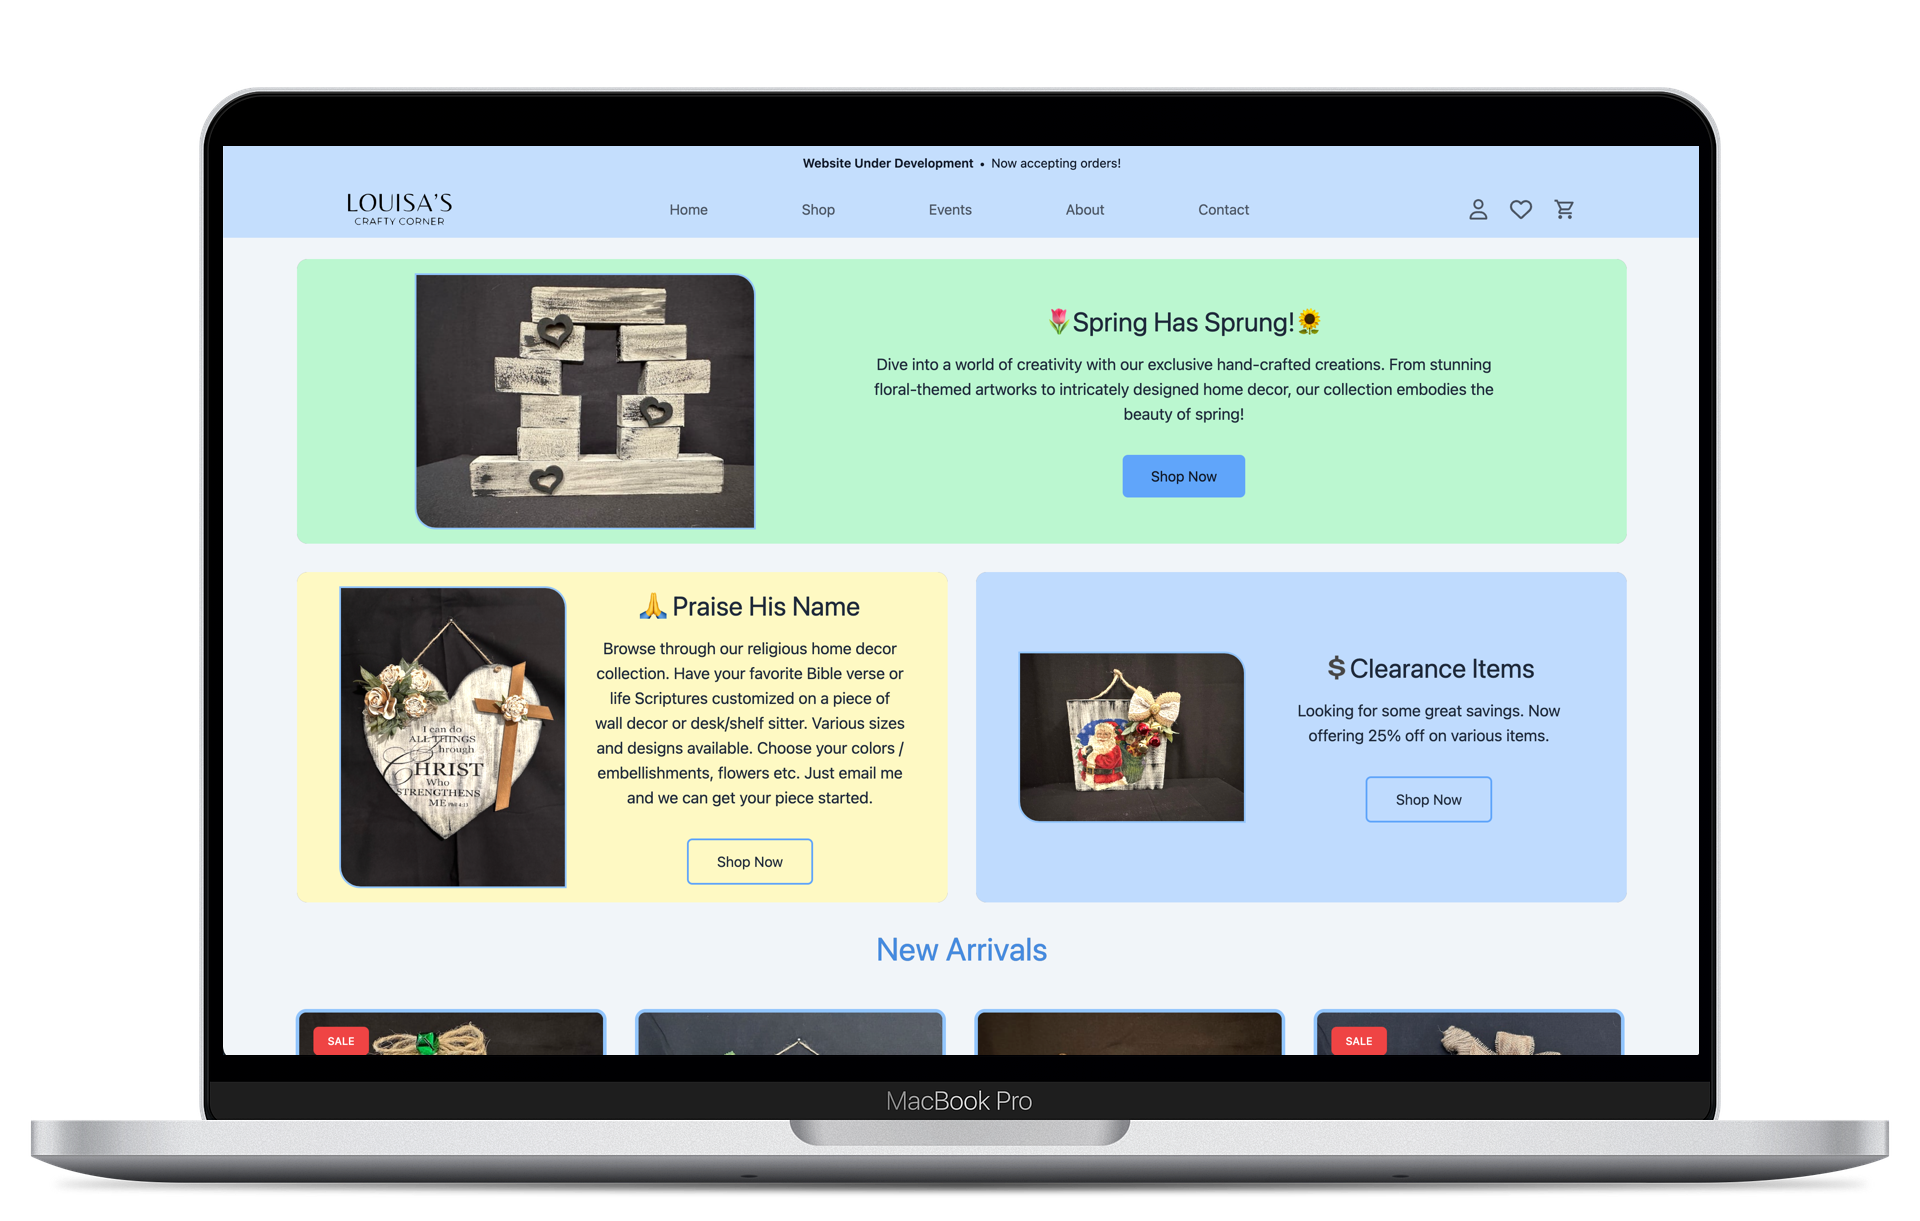 Website Under Development • Now accepting orders!
LOUISA'S
CRAFTY CORNER
Home
Shop
Events
About
Contact
🌷Spring Has Sprung!🌻
Dive into a world of creativity with our exclusive hand-crafted creations. From stunning
floral-themed artworks to intricately designed home decor, our collection embodies the
beauty of spring!
Shop Now
🙏Praise His Name
Browse through our religious home decor
collection. Have your favorite Bible verse or
life Scriptures customized on a piece of
wall decor or desk/shelf sitter. Various sizes
and designs available. Choose your colors /
embellishments, flowers etc. Just email me
and we can get your piece started.
Shop Now
I can do
ALL THINGS
through
CHRIST
Who
STRENGTHENS
ME Phil 4:13
$ Clearance Items
Looking for some great savings. Now
offering 25% off on various items.
Shop Now
New Arrivals
SALE
SALE
MacBook Pro